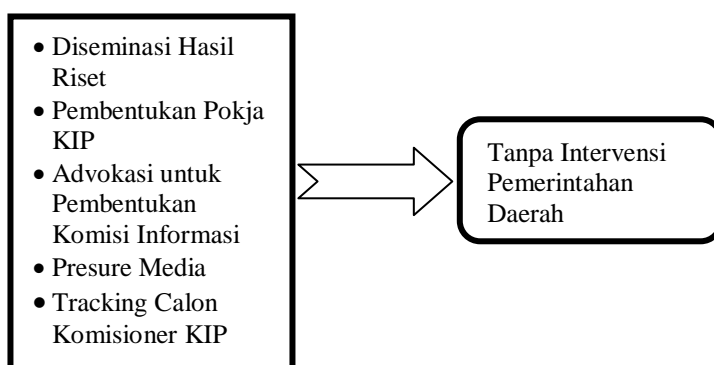 • Diseminasi Hasil
Riset
• Pembentukan Pokja
KIP
• Advokasi untuk
Pembentukan
Komisi Informasi
• Presure Media
• Tracking Calon
Komisioner KIP
Tanpa Intervensi
Pemerintahan
Daerah